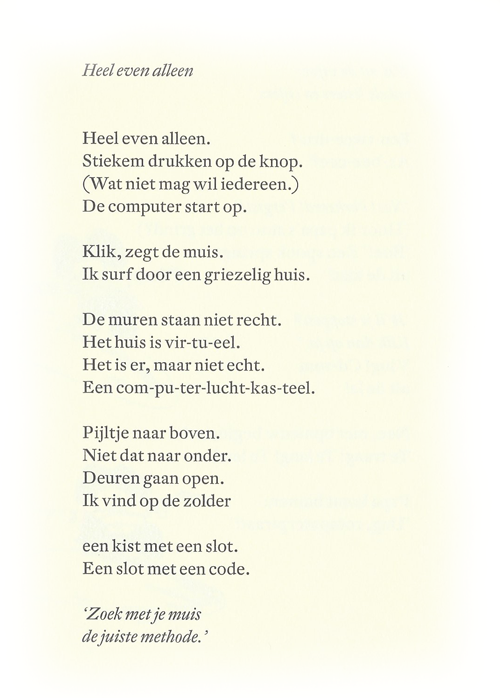 Heel even alleen
Heel even alleen.
Stiekem drukken op de knop.
(Wat niet mag wil iedereen.)
De computer start op.
Klik, zegt de muis.
Ik surf door een griezelig huis.
De muren staan niet recht.
Het huis is vir-tu-eel.
Het is er, maar niet echt.
Een com-pu-ter-lucht-kas-teel.
Pijltje naar boven.
Niet dat naar onder.
Deuren gaan open.
Ik vind op de zolder
een kist met een slot.
Een slot met een code.
‘Zoek met je muis
de juiste methode.’